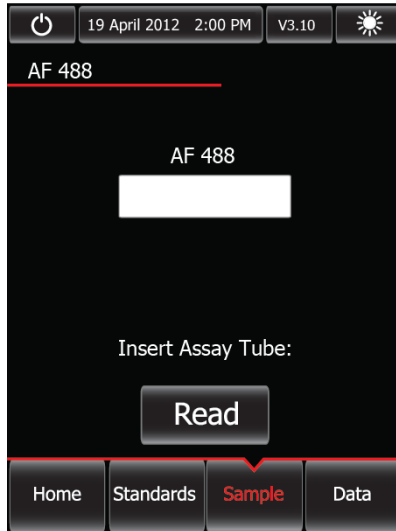 19 April 2012 2:00 PM V3.10
AF 488
AF 488
Insert Assay Tube:
Read
Home Standards Sample Data